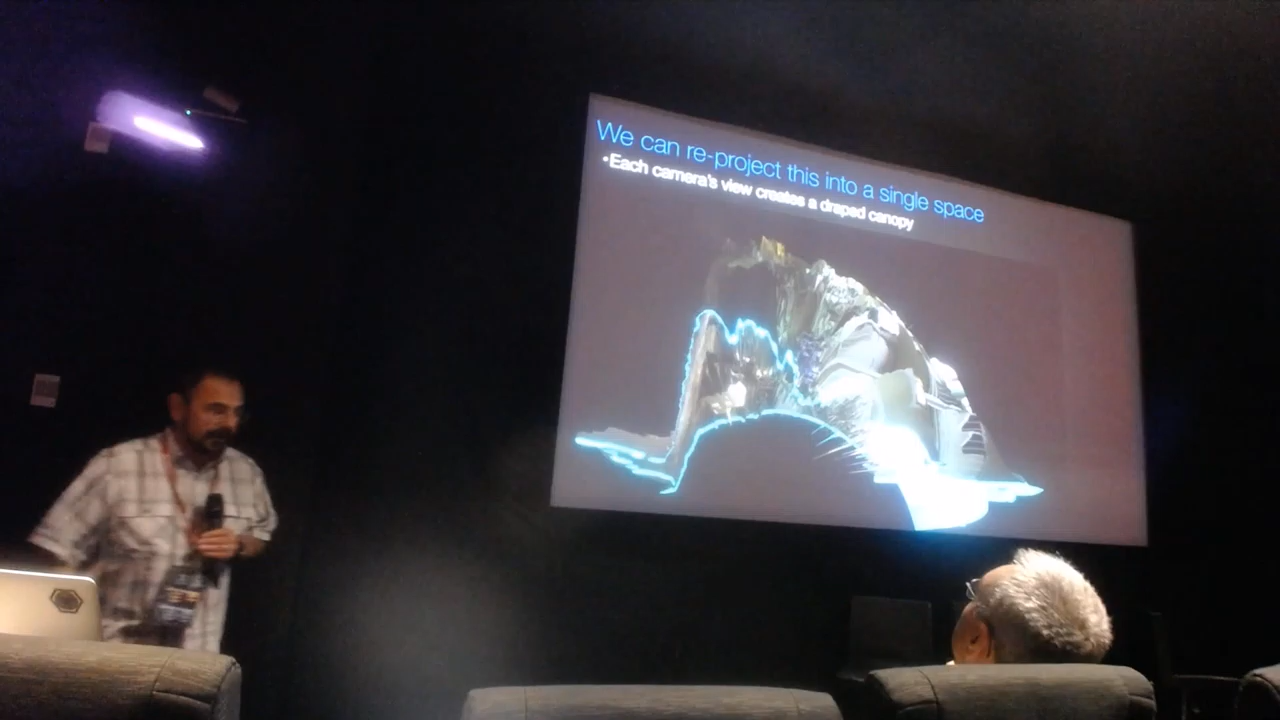 We can re-project this into a single space
•Each camera's view creates a draped canopy